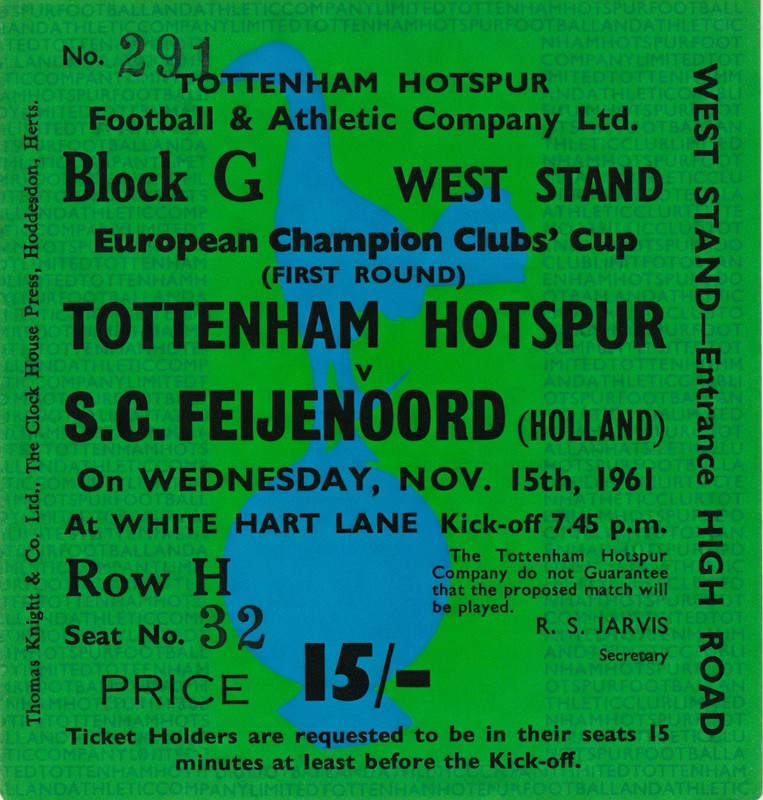 No. 291
TOTTENHAM HOTSPUR
Football & Athletic Company Ltd.
Block G WEST STAND
European Champion Clubs' Cup
(FIRST ROUND)
TOTTENHAM HOTSPUR
v
S.C. FEIJENOORD (HOLLAND)
On WEDNESDAY, NOV. 15th, 1961
At WHITE HART LANE Kick-off 7.45 p.m.
Row H
Seat No. 32
The Tottenham Hotspur
Company do not Guarantee
that the proposed match will
be played.
R. S. JARVIS
Secretary
PRICE 15/-
Ticket Holders are requested to be in their seats 15
minutes at least before the Kick-off.
WEST STAND—Entrance HIGH ROAD
Thomas Knight & Co. Ltd., The Clock House Press, Hoddesdon, Herts.